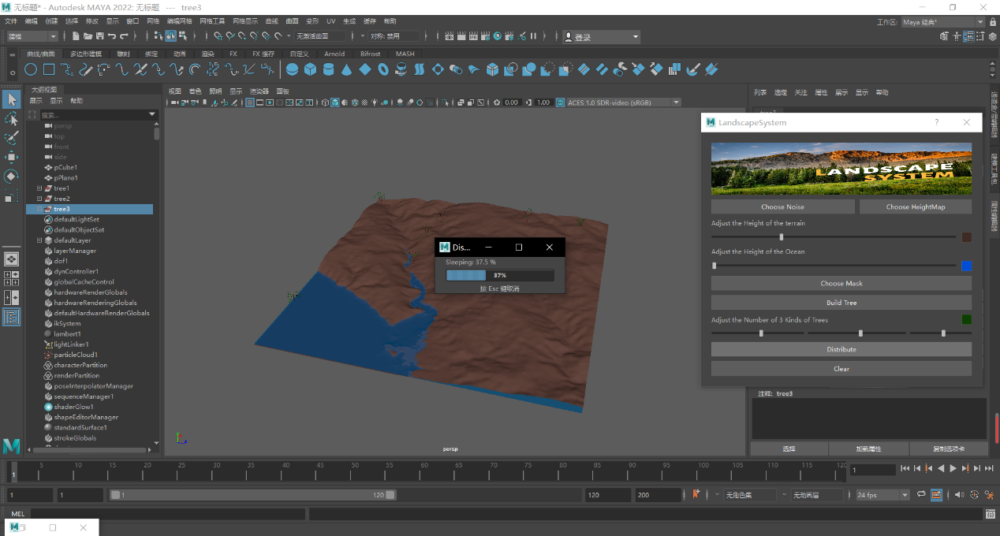 无标题* - Autodesk MAYA 2022: 无标题 --- tree3
文件 编辑 创建 选择 修改 显示 窗口 网格 编辑网格 网格工具 网格显示 曲线 曲面 变形 UV 生成 缓存 帮助
工作区: Maya 经典*
建模
无激活曲面
对称: 禁用
登录
曲线/曲面 多边形建模 雕刻 绑定 动画 渲染 FX FX 缓存 自定义 Arnold Bifrost MASH
大纲视图
展示 显示 帮助
搜索...
persp
top
front
side
pCube1
pPlane1
tree1
tree2
tree3
defaultLightSet
defaultObjectSet
defaultLayer
layerManager
dof1
dynController1
globalCacheControl
hardwareRenderGlobals
hardwareRenderingGlobals
defaultHardwareRenderGlobals
ikSystem
lambert1
lightLinker1
particleCloud1
characterPartition
renderPartition
poseInterpolatorManager
sequenceManager1
shaderGlow1
shapeEditorManager
standardSurface1
strokeGlobals
视图 着色 照明 显示 渲染器 面板
0.00 1.00 ACES 1.0 SDR-video (sRGB)
persp
Dis...
Sleeping: 37.5 %
37%
按 Esc 键取消
列表 选定 关注 属性 展示 显示 帮助
LandscapeSystem
LANDSCAPE
SYSTEM
Choose Noise
Choose HeightMap
Adjust the Height of the terrain
Adjust the Height of the Ocean
Choose Mask
Build Tree
Adjust the Number of 3 Kinds of Trees
Distribute
Clear
注释: tree3
选择 加载属性 复制选项卡
5 10 15 20 25 30 35 40 45 50 55 60 65 70 75 80 85 90 95 100 105 110 115 120
1
1
1 1 1 120 120 200 无角色集 无动画层 24 fps
MEL